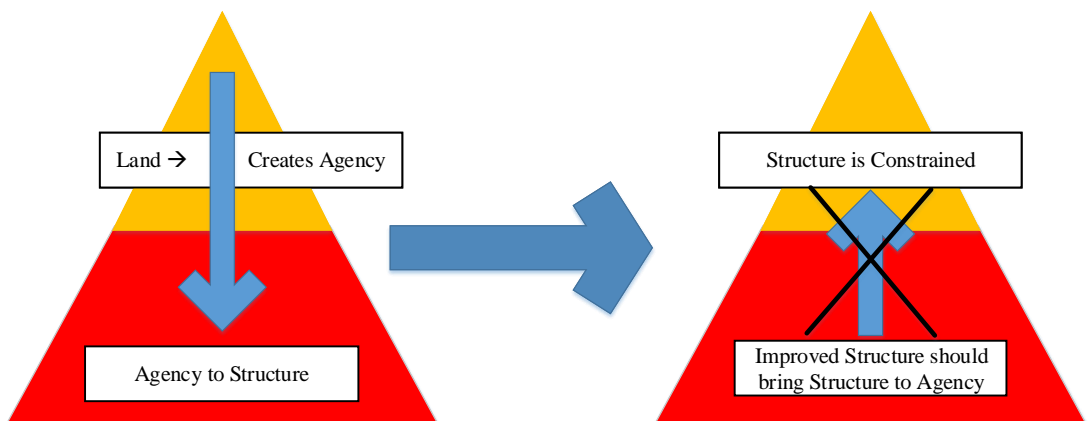 Land → Creates Agency
Agency to Structure
Structure is Constrained
Improved Structure should
bring Structure to Agency